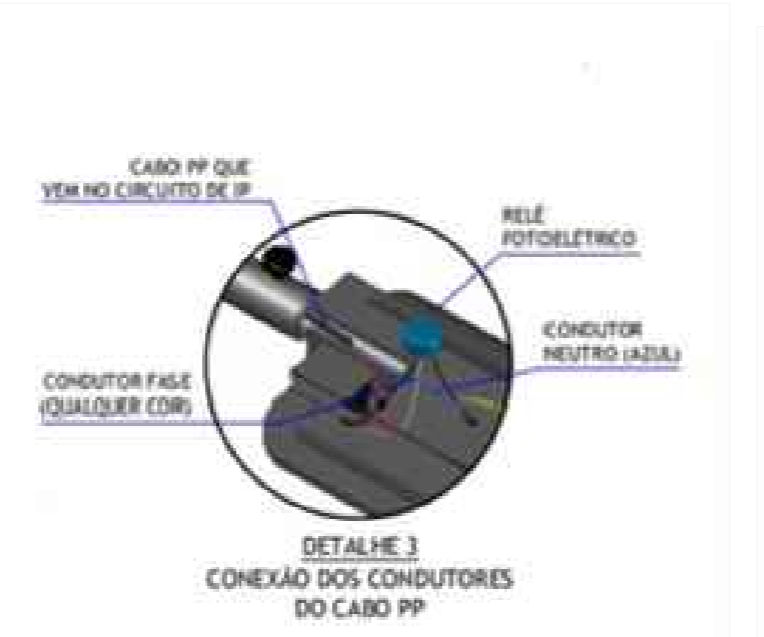 CABO PP QUE
VEM NO CIRCUITO DE IP
RELÉ
FOTOELÉTRICO
CONDUTOR
NEUTRO (AZUL)
CONDUTOR FASE
(QUALQUER COR)
DETALHE 3
CONEXÃO DOS CONDUTORES
DO CABO PP